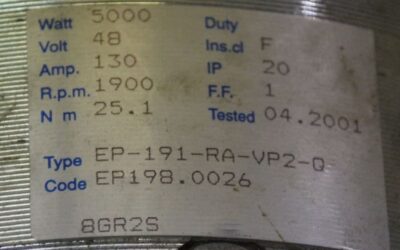 Watt 5000 Duty
Volt 48 Ins.cl F
Amp. 130 IP 20
R.p.m. 1900 F.F. 1
N m 25.1 Tested 04.2001
Type EP-191-RA-VP2-Q
Code EP198.0026
8GR2S